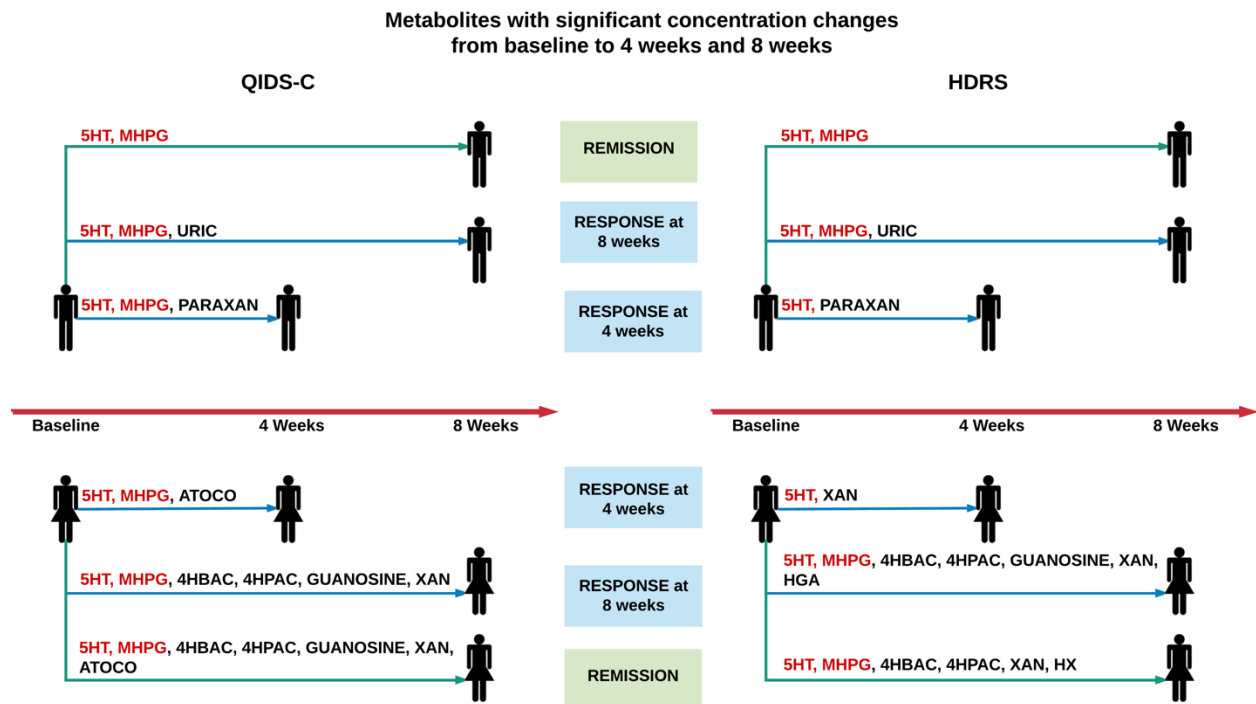 Metabolites with significant concentration changes
from baseline to 4 weeks and 8 weeks
QIDS-C
HDRS
5HT, MHPG
REMISSION
5HT, MHPG
5HT, MHPG, URIC
RESPONSE at
8 weeks
5HT, MHPG, URIC
5HT, MHPG, PARAXAN
RESPONSE at
4 weeks
5HT, PARAXAN
Baseline
4 Weeks
8 Weeks
Baseline
4 Weeks
8 Weeks
5HT, MHPG, ATOCO
RESPONSE at
4 weeks
5HT, XAN
5HT, MHPG, 4HBAC, 4HPAC, GUANOSINE, XAN
RESPONSE at
8 weeks
5HT, MHPG, 4HBAC, 4HPAC, GUANOSINE, XAN,
HGA
5HT, MHPG, 4HBAC, 4HPAC, GUANOSINE, XAN,
ATOCO
REMISSION
5HT, MHPG, 4HBAC, 4HPAC, XAN, HX